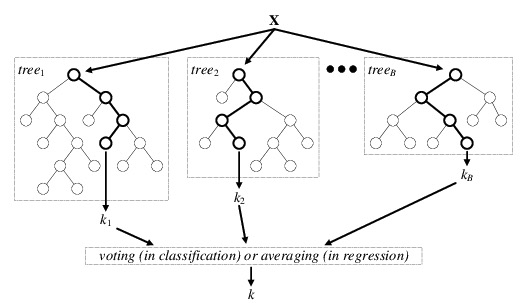 X
tree1
tree2
treeB
k1
k2
kB
voting (in classification) or averaging (in regression)
k